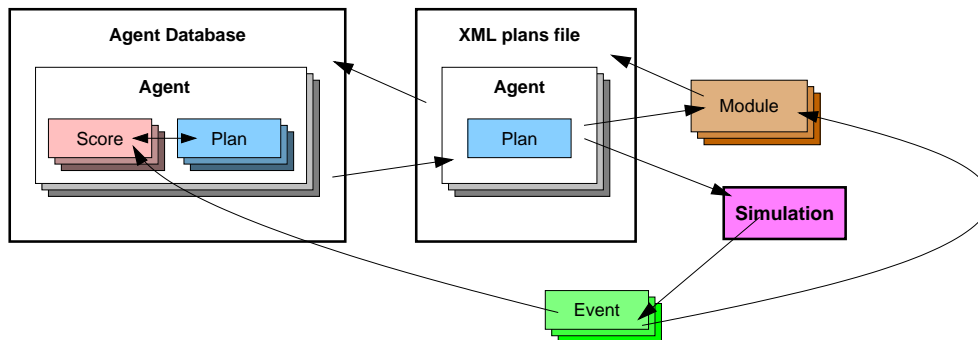 Agent Database
XML plans file
Agent
Agent
Module
Score
Plan
Plan
Simulation
Event